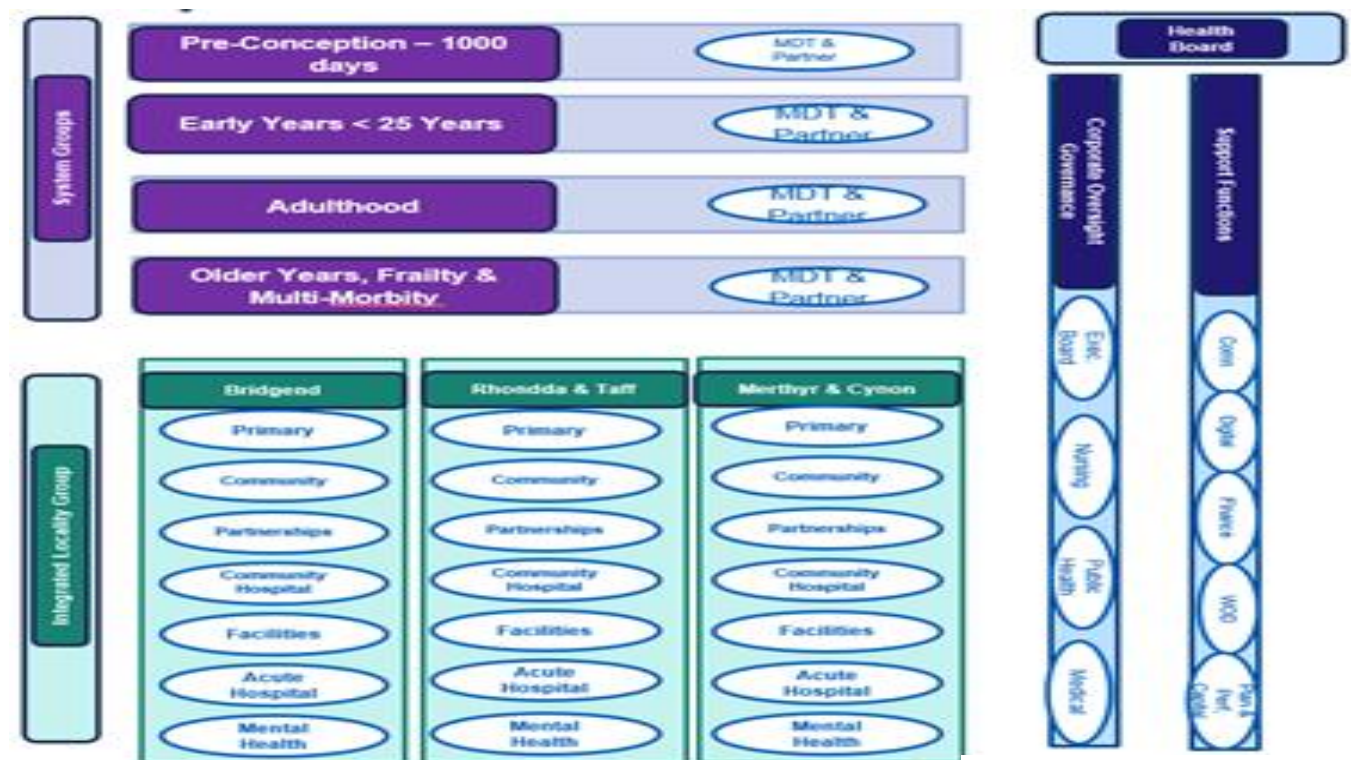 System Groups
Pre-Conception – 1000
days
MDT &
Partner
Early Years < 25 Years
MDT &
Partner
Adulthood
MDT &
Partner
Older Years, Frailty &
Multi-Morbity
MDT &
Partner
Integrated Locality Group
Bridgend
Primary
Community
Partnerships
Community
Hospital
Facilities
Acute
Hospital
Mental
Health
Rhondda & Taff
Primary
Community
Partnerships
Community
Hospital
Facilities
Acute
Hospital
Mental
Health
Merthyr & Cynon
Primary
Community
Partnerships
Community
Hospital
Facilities
Acute
Hospital
Mental
Health
Health
Board
Corporate Oversight
Governance
Exec
Board
Nursing
Public
Health
Medical
Support Functions
Comm
Digital
Finance
WOD
Plan &
Perf